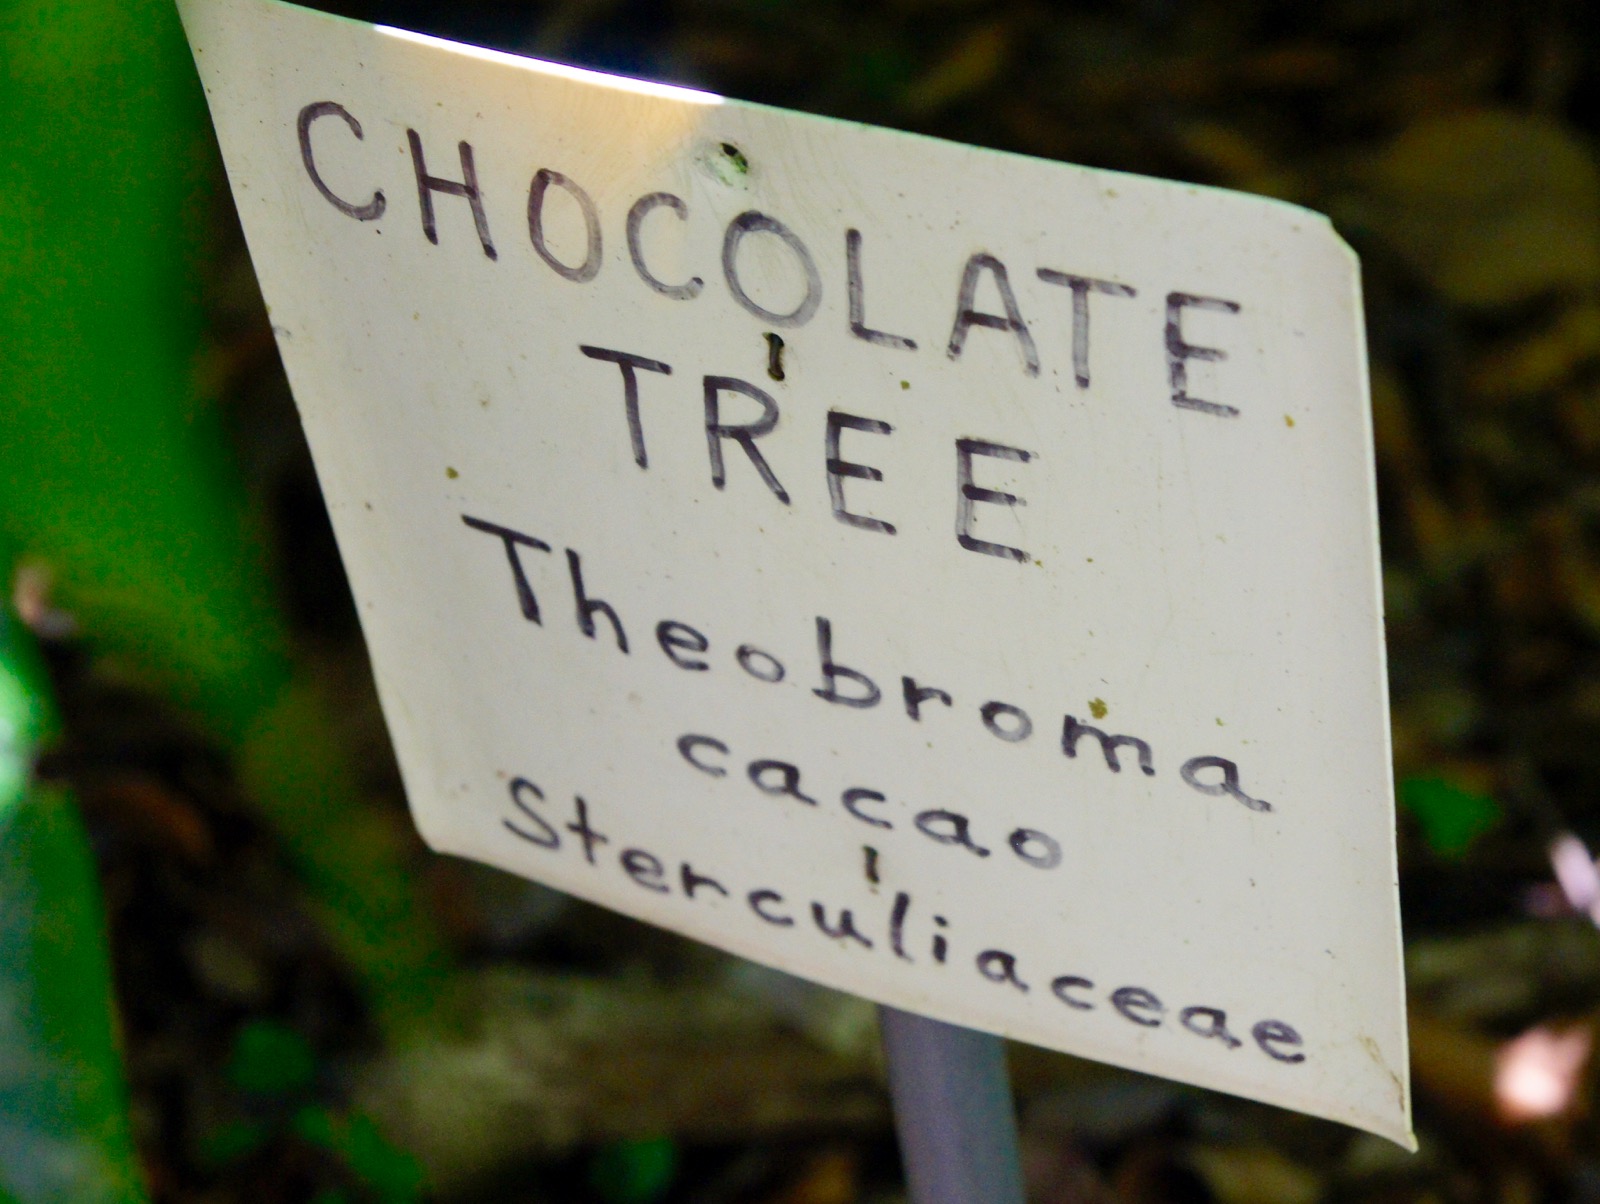 CHOCOLATE
TREE
Theobroma
cacao
Sterculiaceae